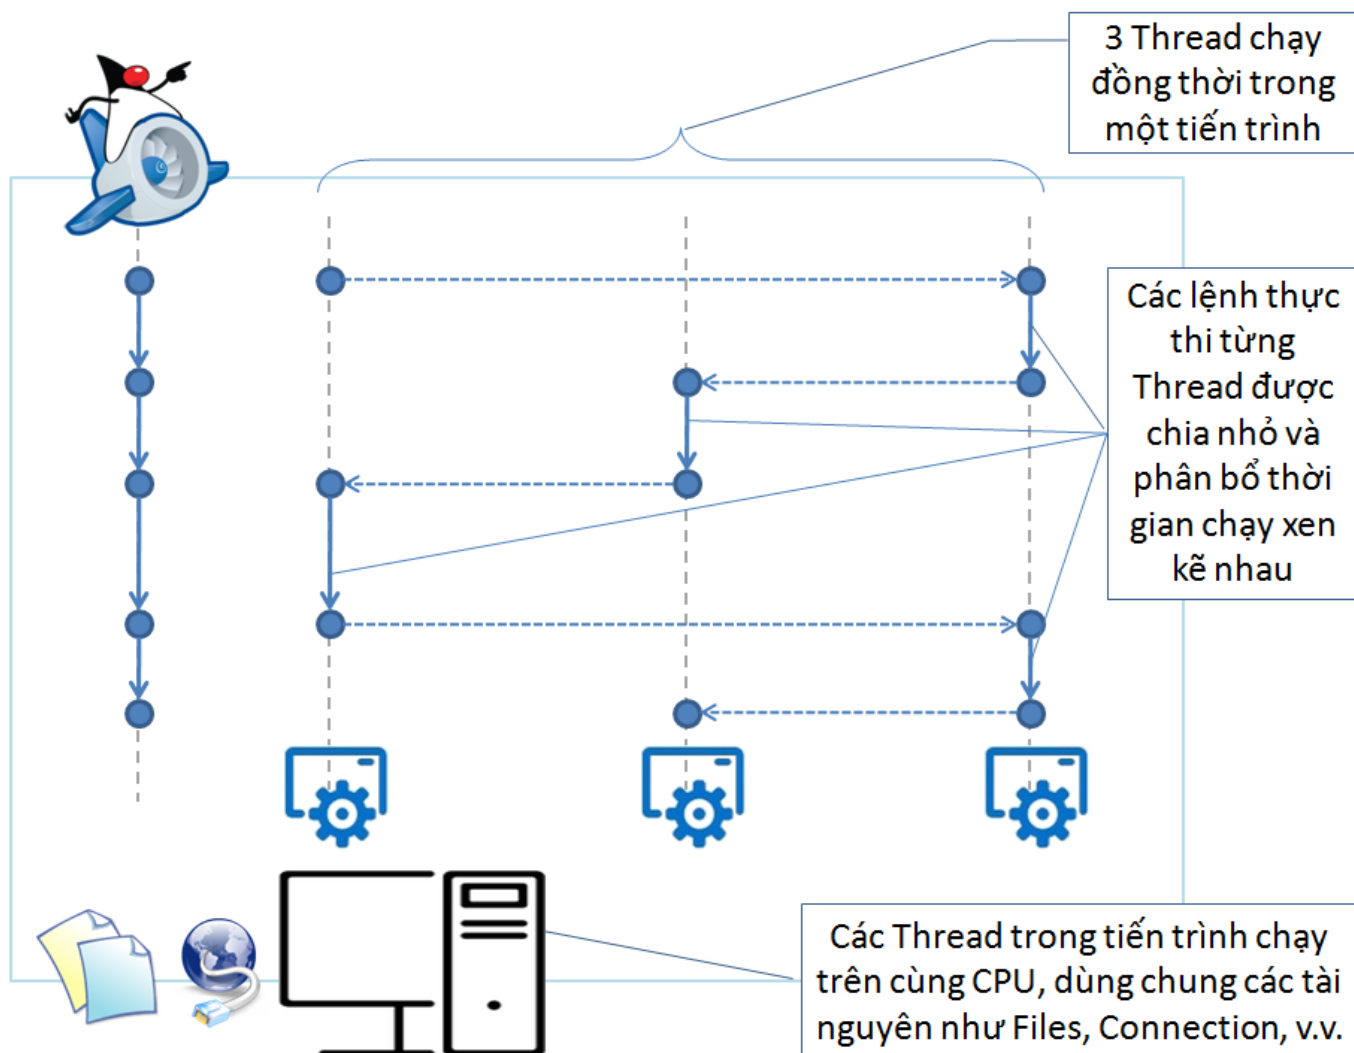 3 Thread chạy
đồng thời trong
một tiến trình
Các lệnh thực
thi từng
Thread được
chia nhỏ và
phân bổ thời
gian chạy xen
kẽ nhau
Các Thread trong tiến trình chạy
trên cùng CPU, dùng chung các tài
nguyên như Files, Connection, v.v.